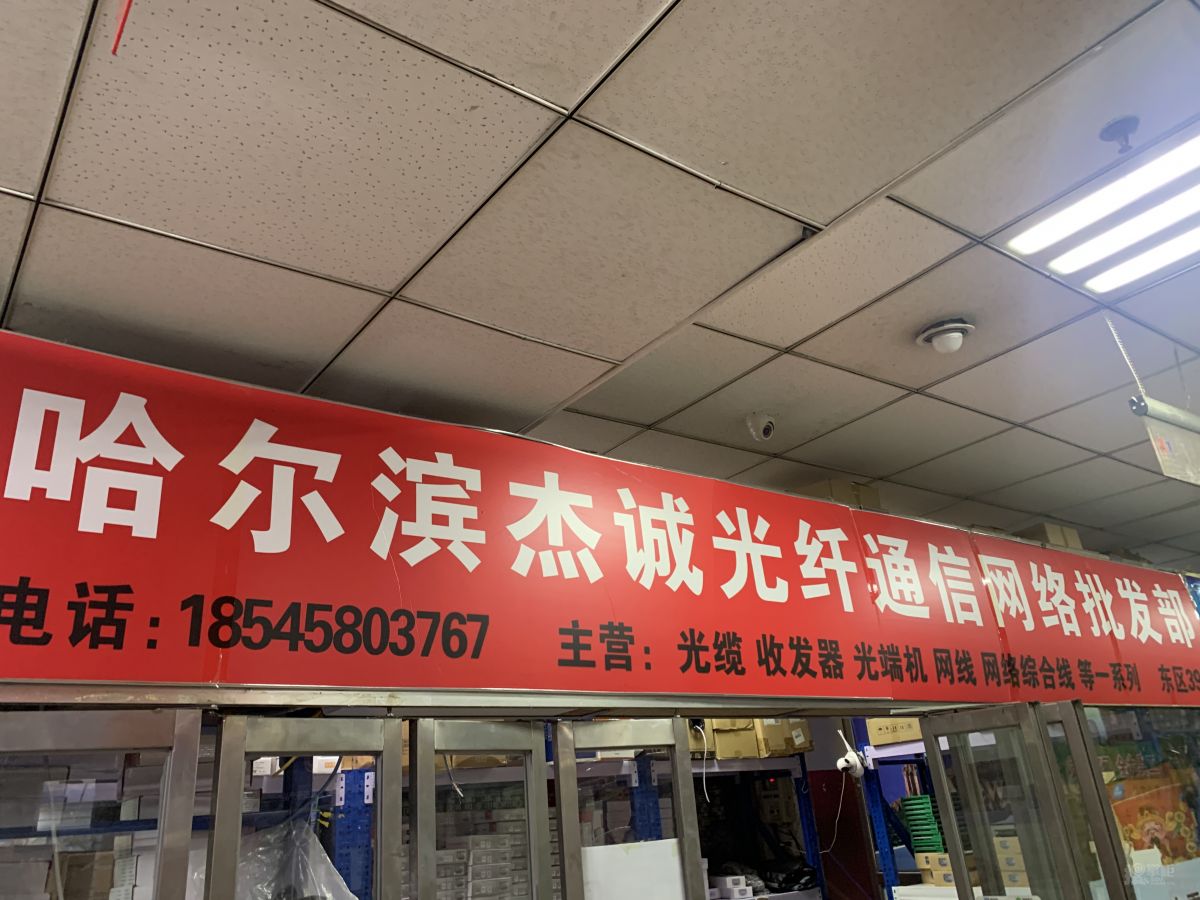 哈尔滨杰诚光纤通信网络批发部
电话:18545803767 主营:光缆 收发器 光端机 网线 网络综合线 等一系列 东区39